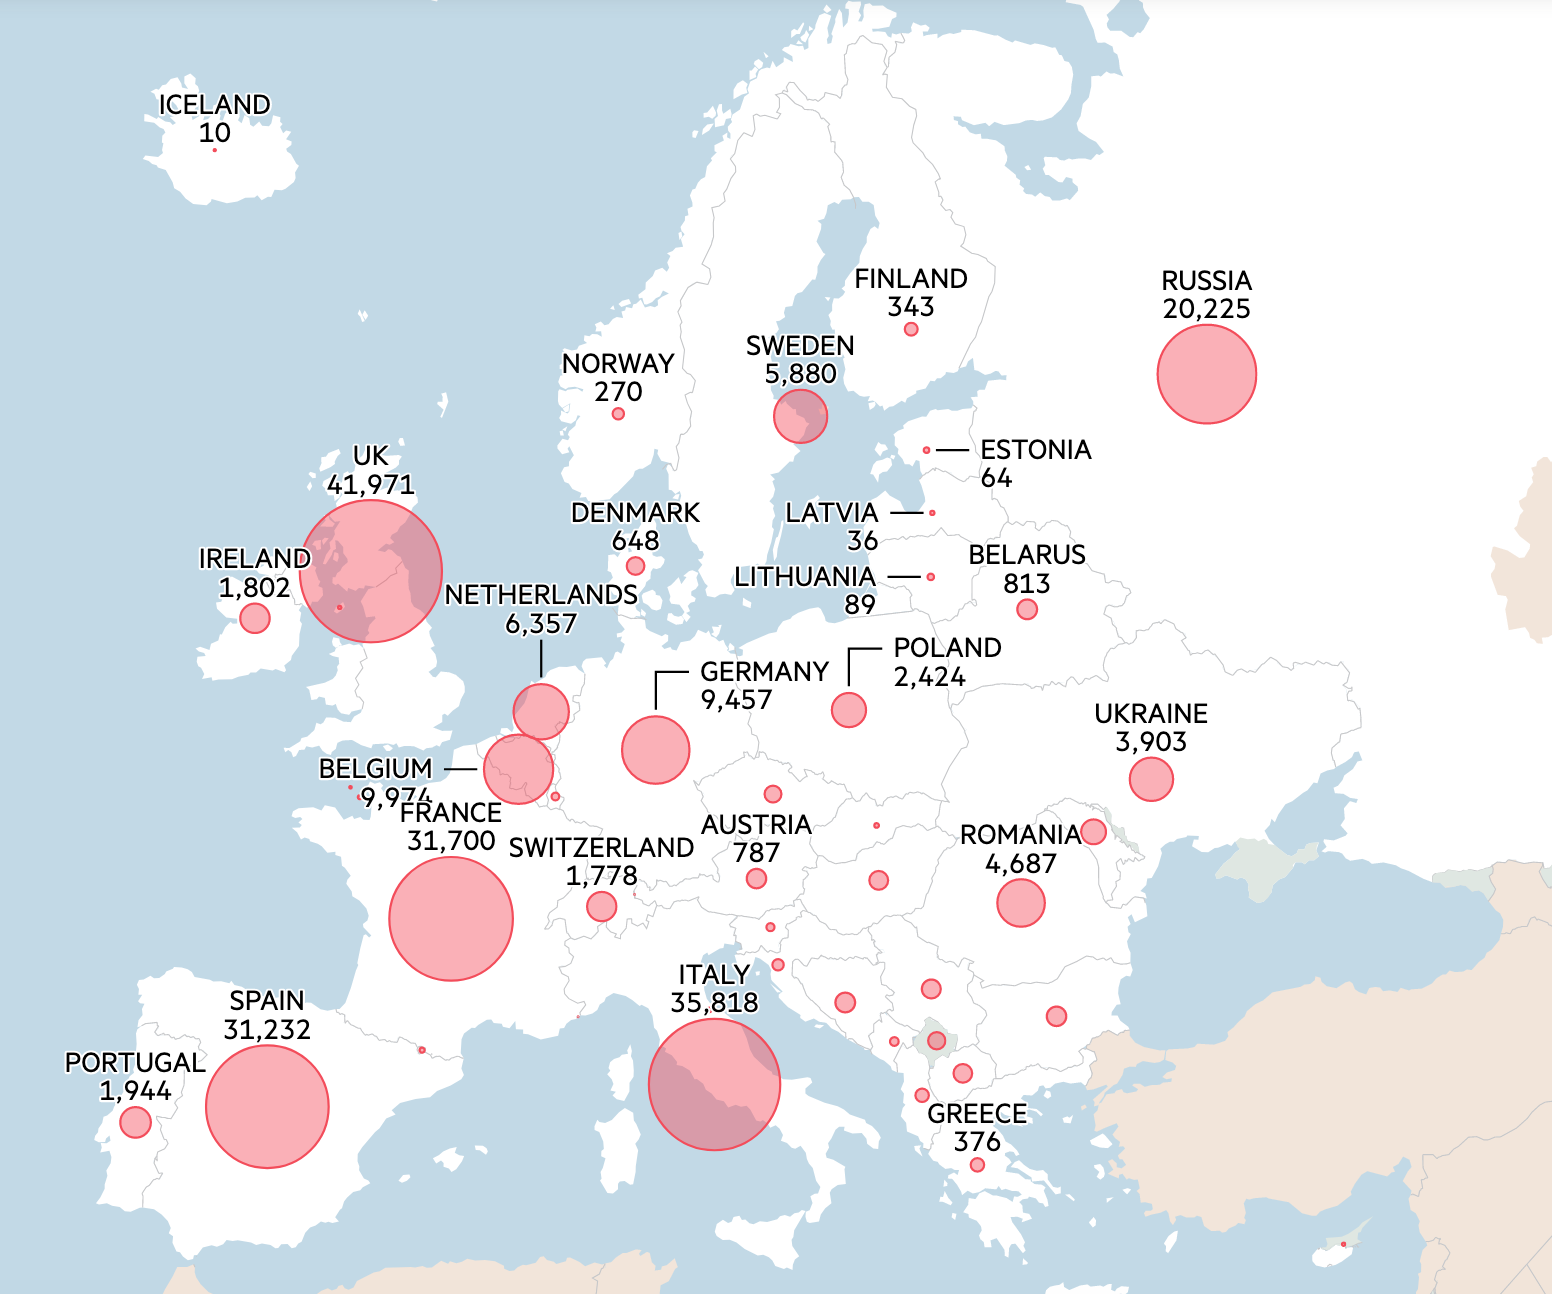 ICELAND
10
FINLAND
343
RUSSIA
20,225
SWEDEN
5,880
NORWAY
270
ESTONIA
64
UK
41,971
DENMARK
648
LATVIA
36
IRELAND
1,802
BELARUS
813
LITHUANIA
89
NETHERLANDS
6,357
POLAND
2,424
GERMANY
9,457
UKRAINE
3,903
BELGIUM
9,974
FRANCE
31,700
AUSTRIA
787
ROMANIA
4,687
SWITZERLAND
1,778
ITALY
35,818
SPAIN
31,232
PORTUGAL
1,944
GREECE
376